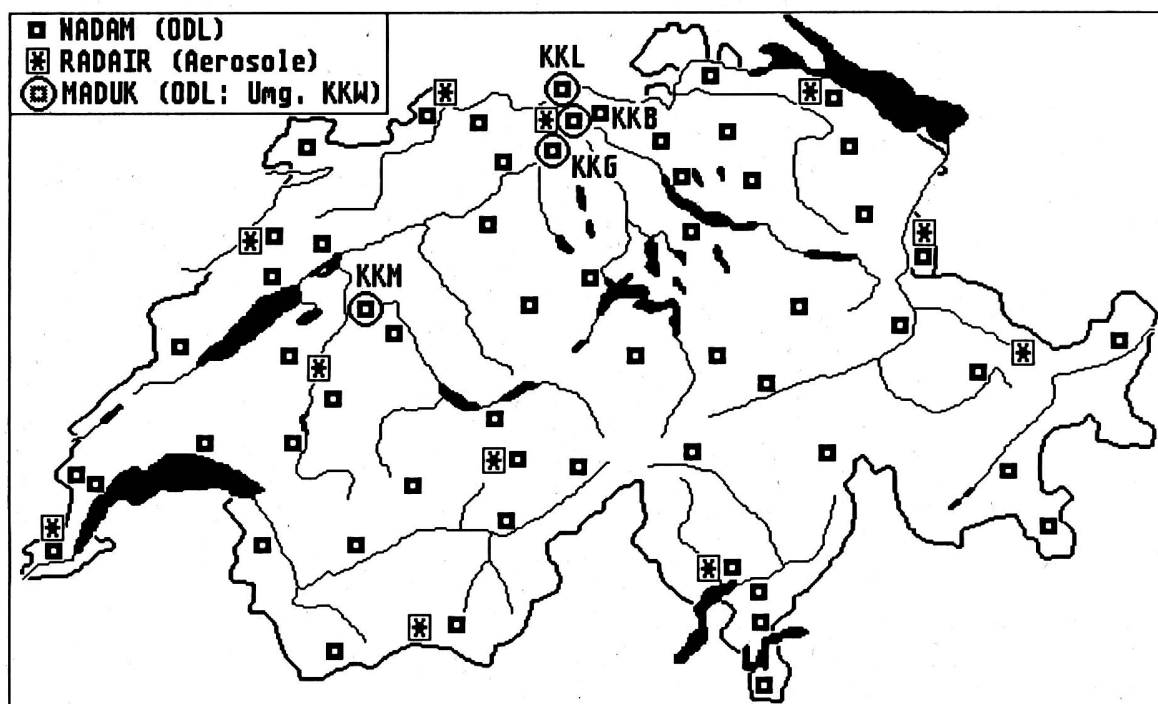 NADAM (ODL)
RADAIR (Aerosole)
MADUK (ODL: Umg. KKW)
KKL
KKB
KKG
KKM